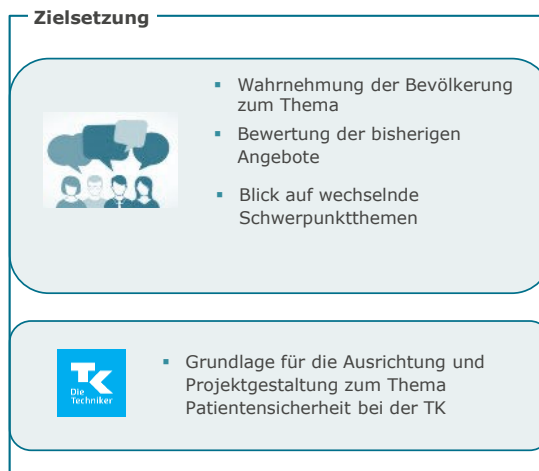 Zielsetzung
▪ Wahrnehmung der Bevölkerung
zum Thema
▪ Bewertung der bisherigen
Angebote
▪ Blick auf wechselnde
Schwerpunktthemen
TK
Die
Techniker
▪ Grundlage für die Ausrichtung und
Projektgestaltung zum Thema
Patientensicherheit bei der TK